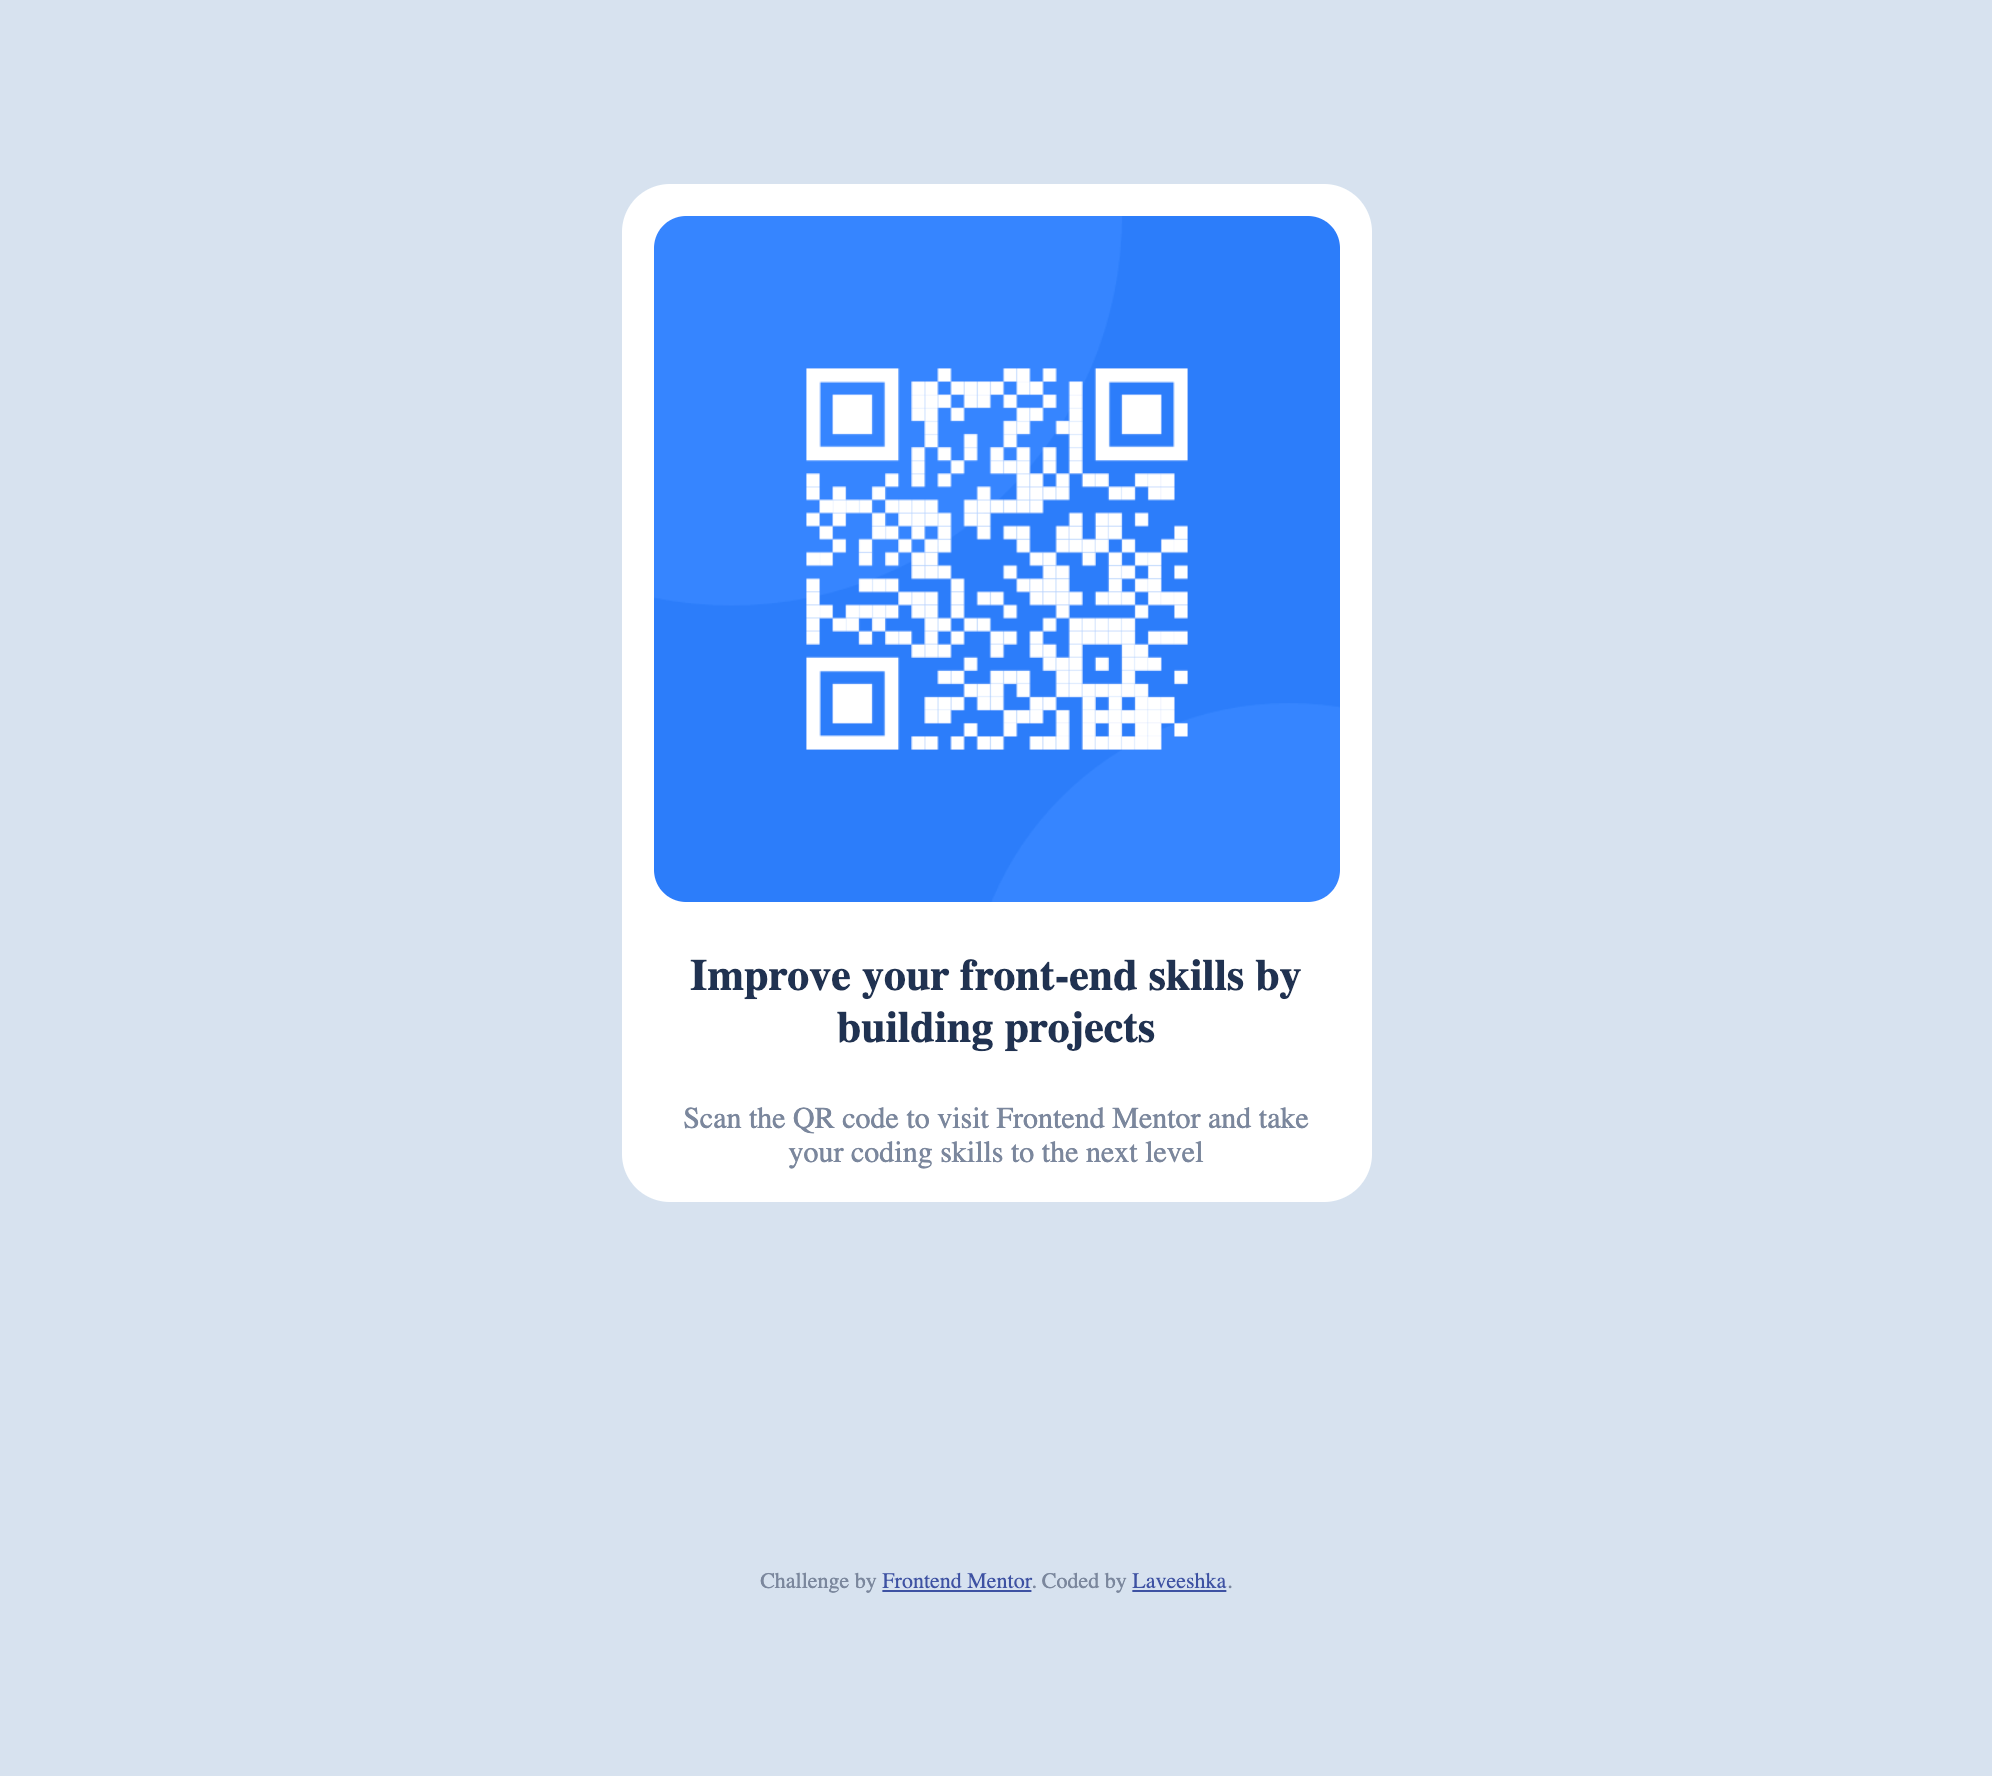 Improve your front-end skills by
building projects
Scan the QR code to visit Frontend Mentor and take
your coding skills to the next level
Challenge by Frontend Mentor. Coded by Laveeshka.